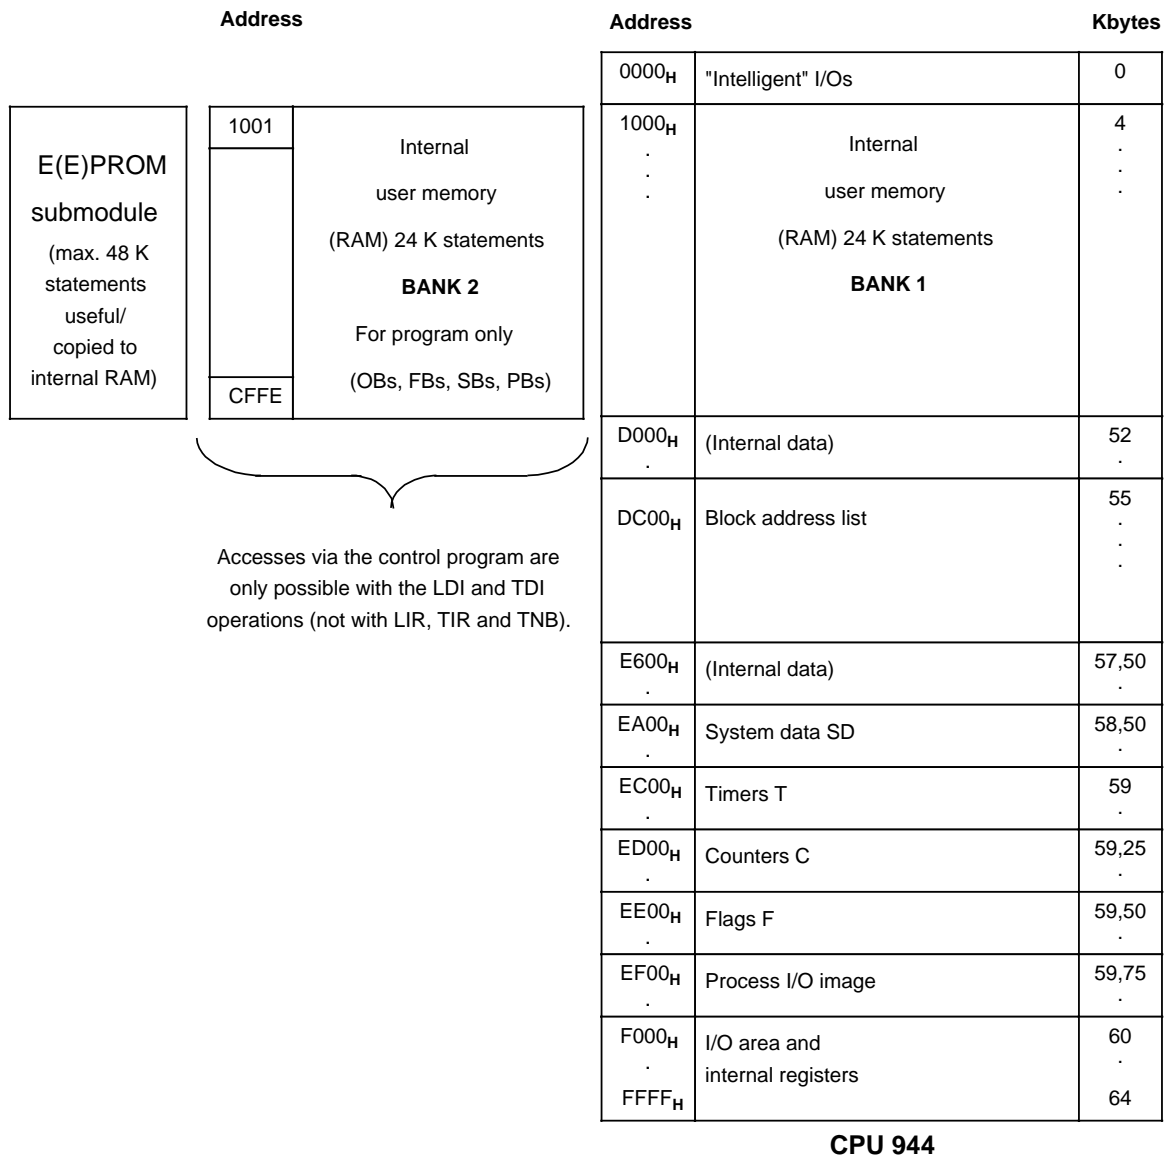 Address
Address Kbytes
0000H "Intelligent" I/Os 0
E(E)PROM
submodule
(max. 48 K
statements
useful/
copied to
internal RAM)
1001
CFFE
Internal
user memory
(RAM) 24 K statements
BANK 2
For program only
(OBs, FBs, SBs, PBs)
1000H
.
.
.
Internal
user memory
(RAM) 24 K statements
BANK 1
4
.
.
.
Accesses via the control program are
only possible with the LDI and TDI
operations (not with LIR, TIR and TNB).
D000H (Internal data) 52
. .
DC00H Block address list 55
.
.
.
E600H (Internal data) 57,50
. .
EA00H System data SD 58,50
. .
EC00H Timers T 59
. .
ED00H Counters C 59,25
. .
EE00H Flags F 59,50
. .
EF00H Process I/O image 59,75
. .
F000H I/O area and 60
. internal registers .
FFFFH 64
CPU 944